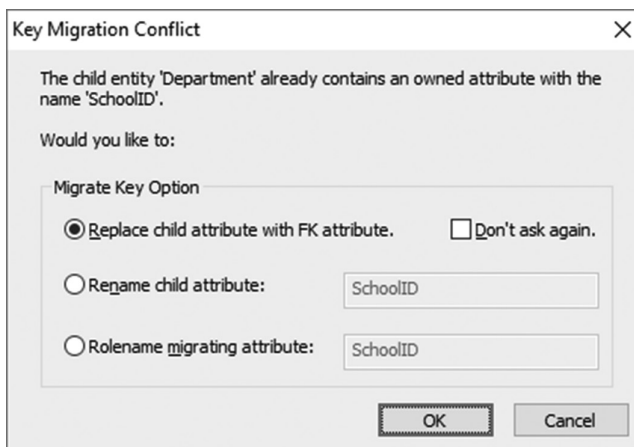 Key Migration Conflict
The child entity 'Department' already contains an owned attribute with the
name 'SchoolID'.
Would you like to:
Migrate Key Option
Replace child attribute with FK attribute.
Don't ask again.
Rename child attribute:
SchoolID
Rolename migrating attribute:
SchoolID
OK
Cancel